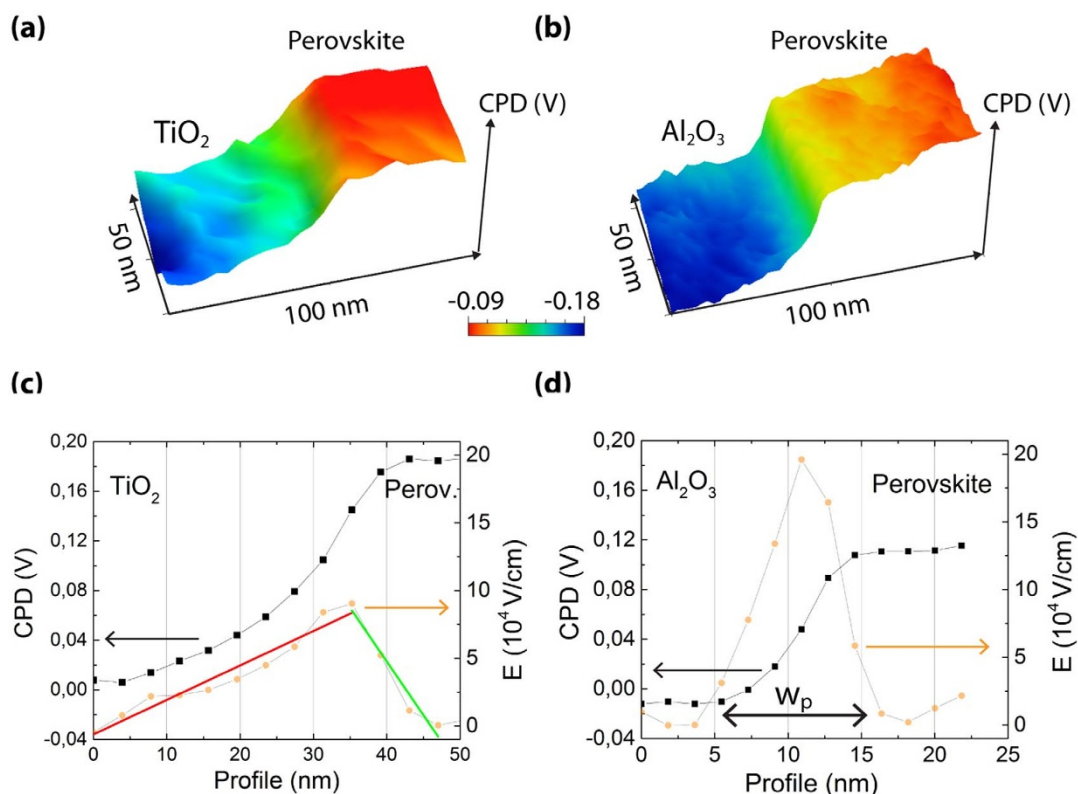 (a)
Perovskite
TiO2
CPD (V)
50 nm
100 nm
(b)
Perovskite
Al2O3
CPD (V)
50 nm
100 nm
-0.09 -0.18
(c)
0,20
0,16
0,12
0,08
0,04
0,00
-0,04
CPD (V)
TiO2
Perov.
20
15
10
5
0
E (10^4 V/cm)
0 10 20 30 40 50
Profile (nm)
(d)
0,20
0,16
0,12
0,08
0,04
0,00
-0,04
CPD (V)
Al2O3
Perovskite
Wp
20
15
10
5
0
E (10^4 V/cm)
0 5 10 15 20 25
Profile (nm)